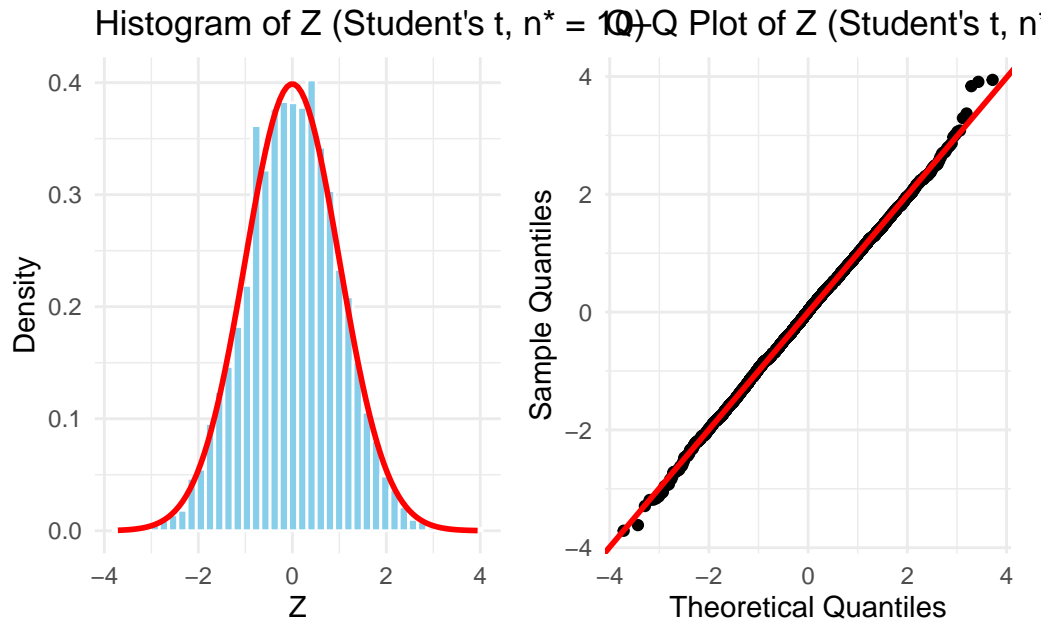 Histogram of Z (Student's t, n* = 10)
Q-Q Plot of Z (Student's t, n*
Density
0.4
0.3
0.2
0.1
0.0
−4 −2 0 2 4
Z
Sample Quantiles
4
2
0
−2
−4
−4 −2 0 2 4
Theoretical Quantiles